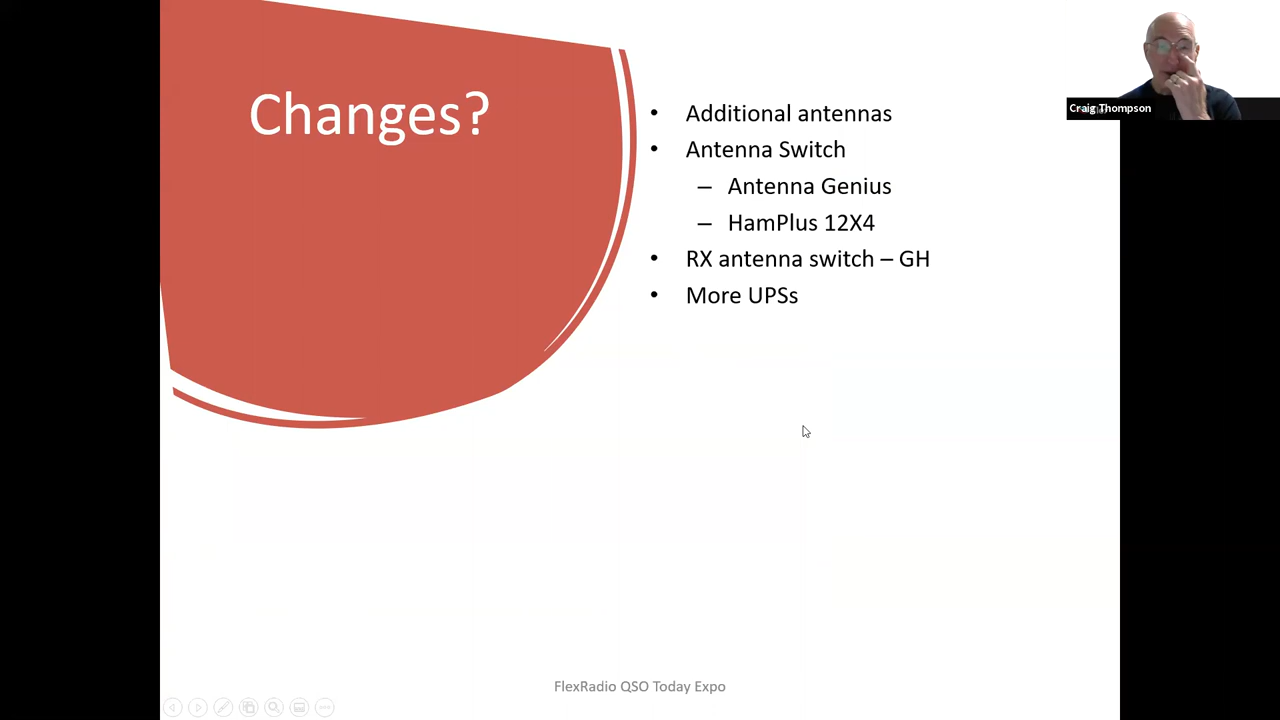 Changes?
• Additional antennas
• Antenna Switch
– Antenna Genius
– HamPlus 12X4
• RX antenna switch – GH
• More UPSs
Craig Thompson
FlexRadio QSO Today Expo